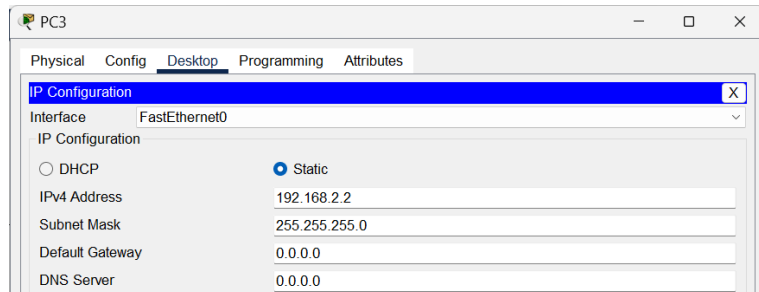 PC3
Physical Config Desktop Programming Attributes
IP Configuration X
Interface FastEthernet0
IP Configuration
DHCP Static
IPv4 Address 192.168.2.2
Subnet Mask 255.255.255.0
Default Gateway 0.0.0.0
DNS Server 0.0.0.0